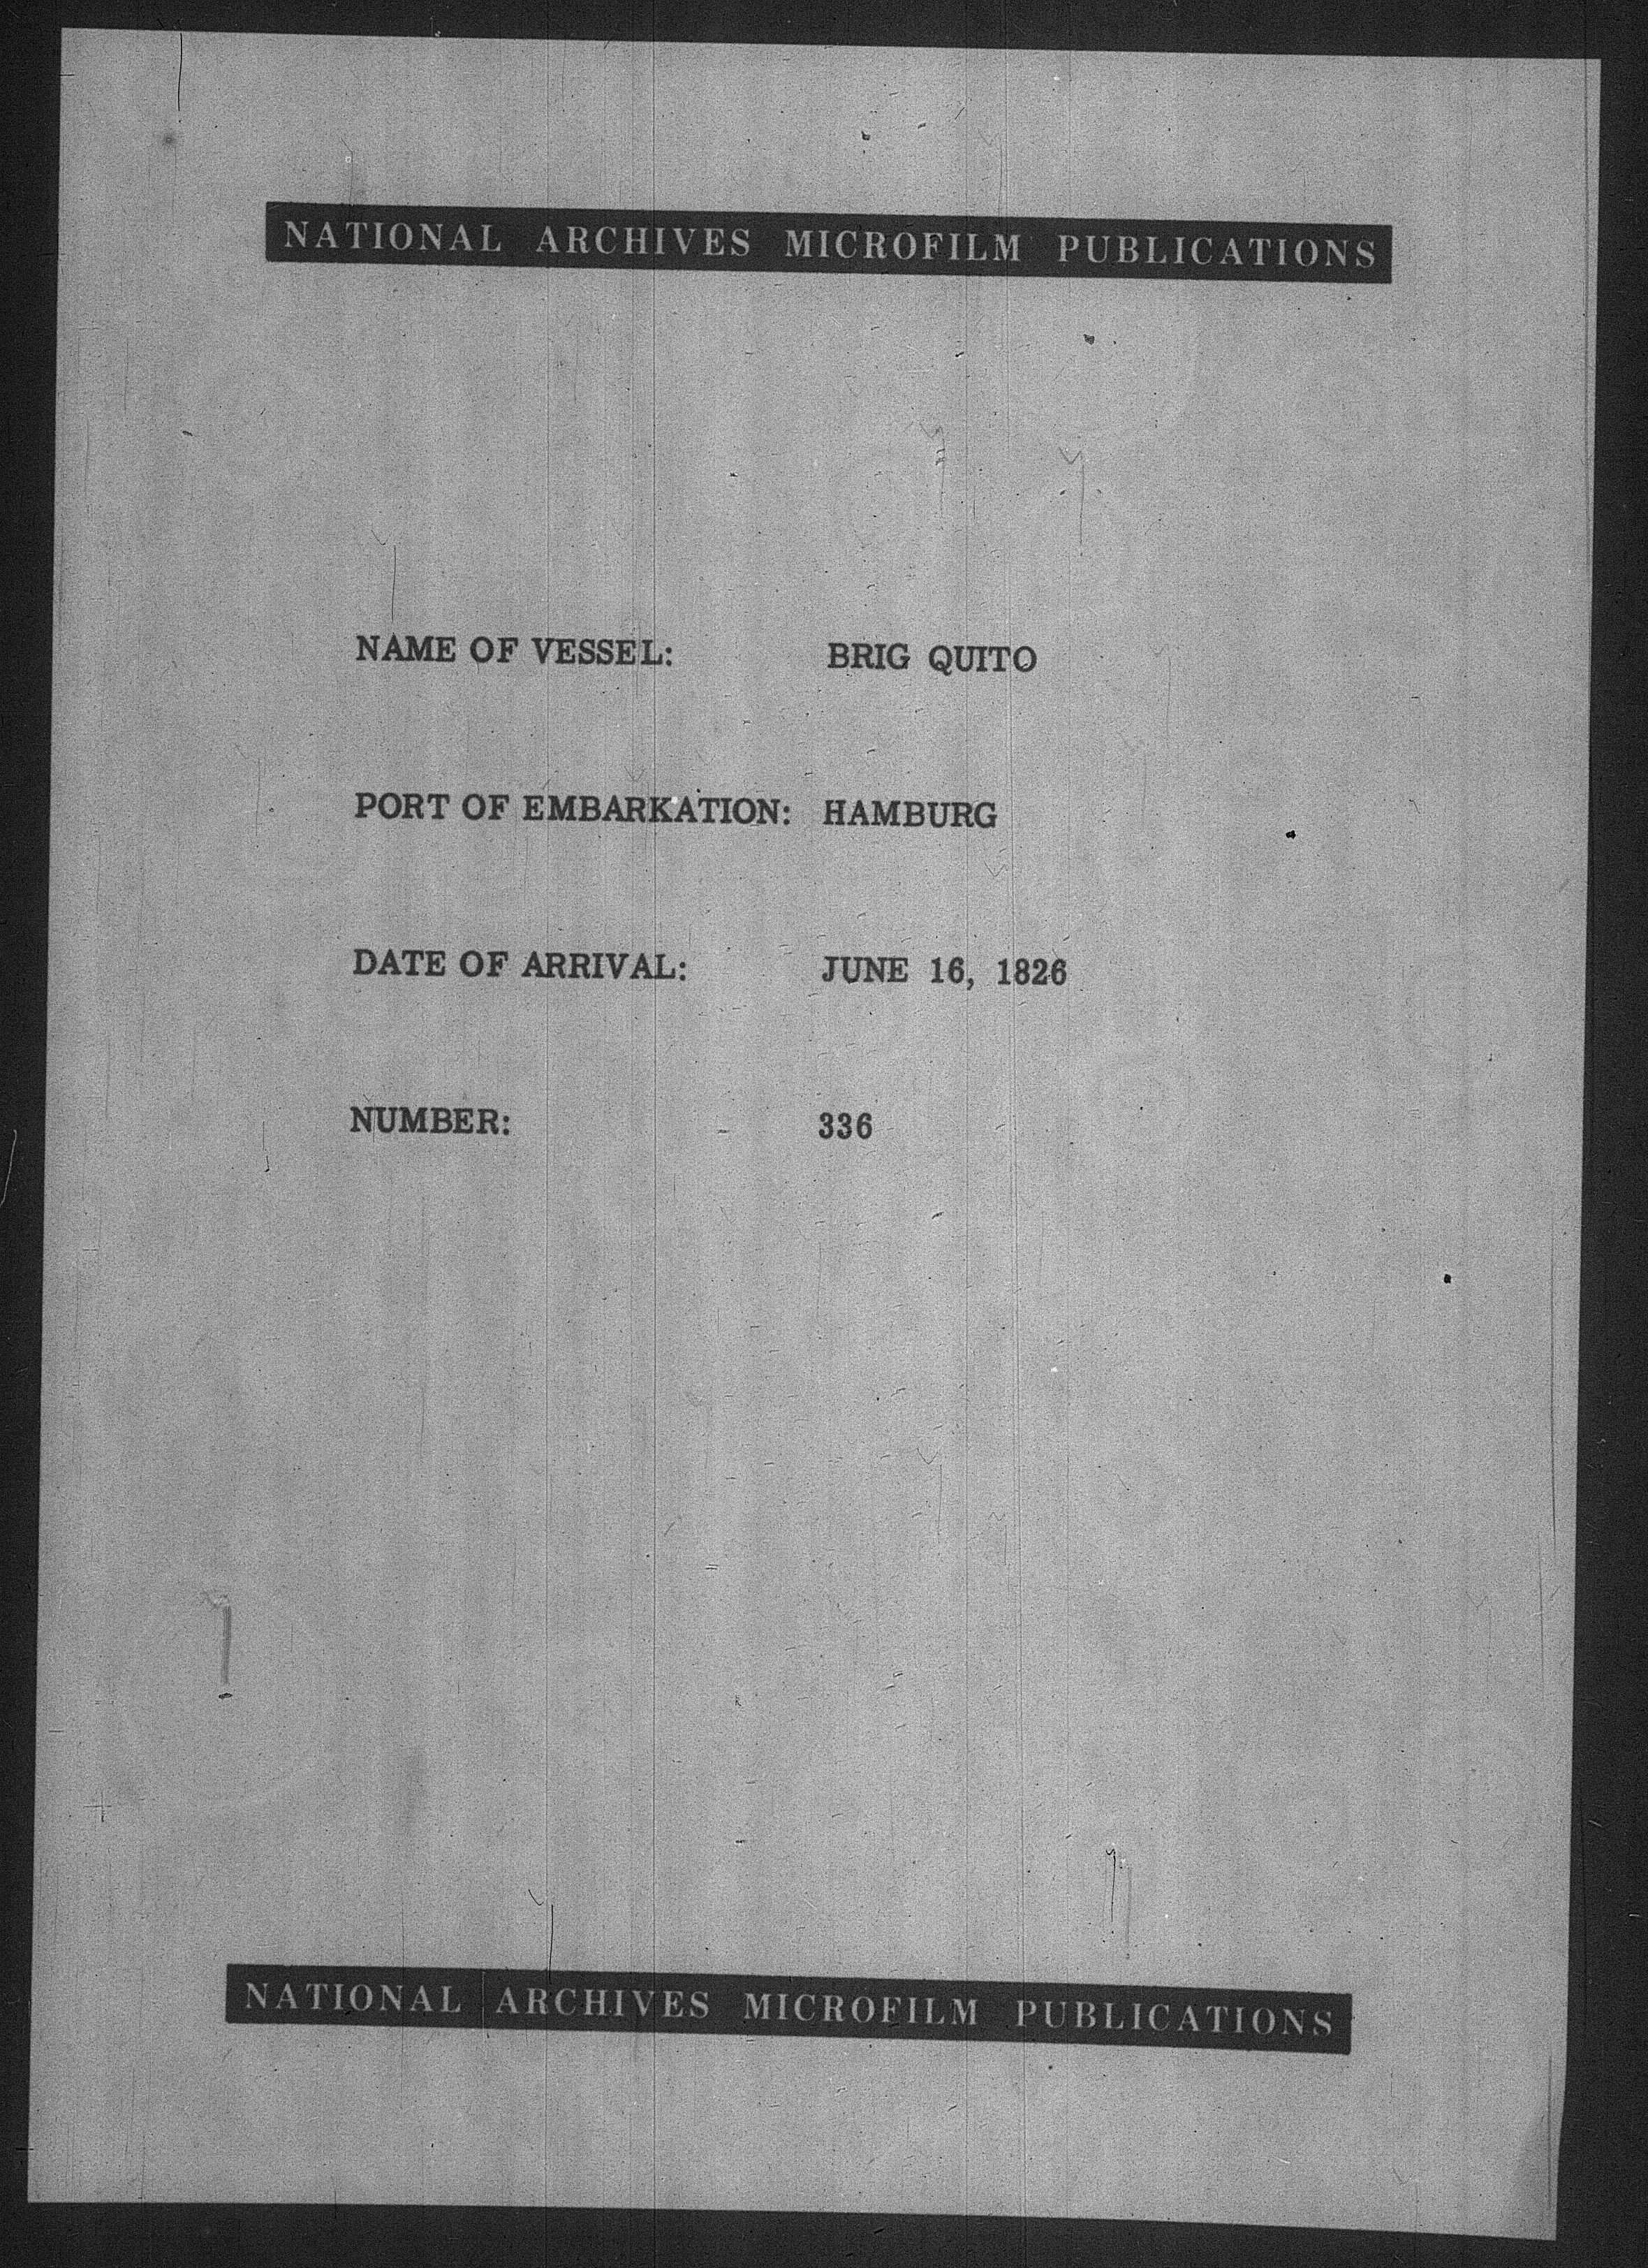 NATIONAL ARCHIVES MICROFILM PUBLICATIONS
NAME OF VESSEL: BRIG QUITO
PORT OF EMBARKATION: HAMBURG
DATE OF ARRIVAL: JUNE 16, 1826
NUMBER: 336
NATIONAL ARCHIVES MICROFILM PUBLICATIONS